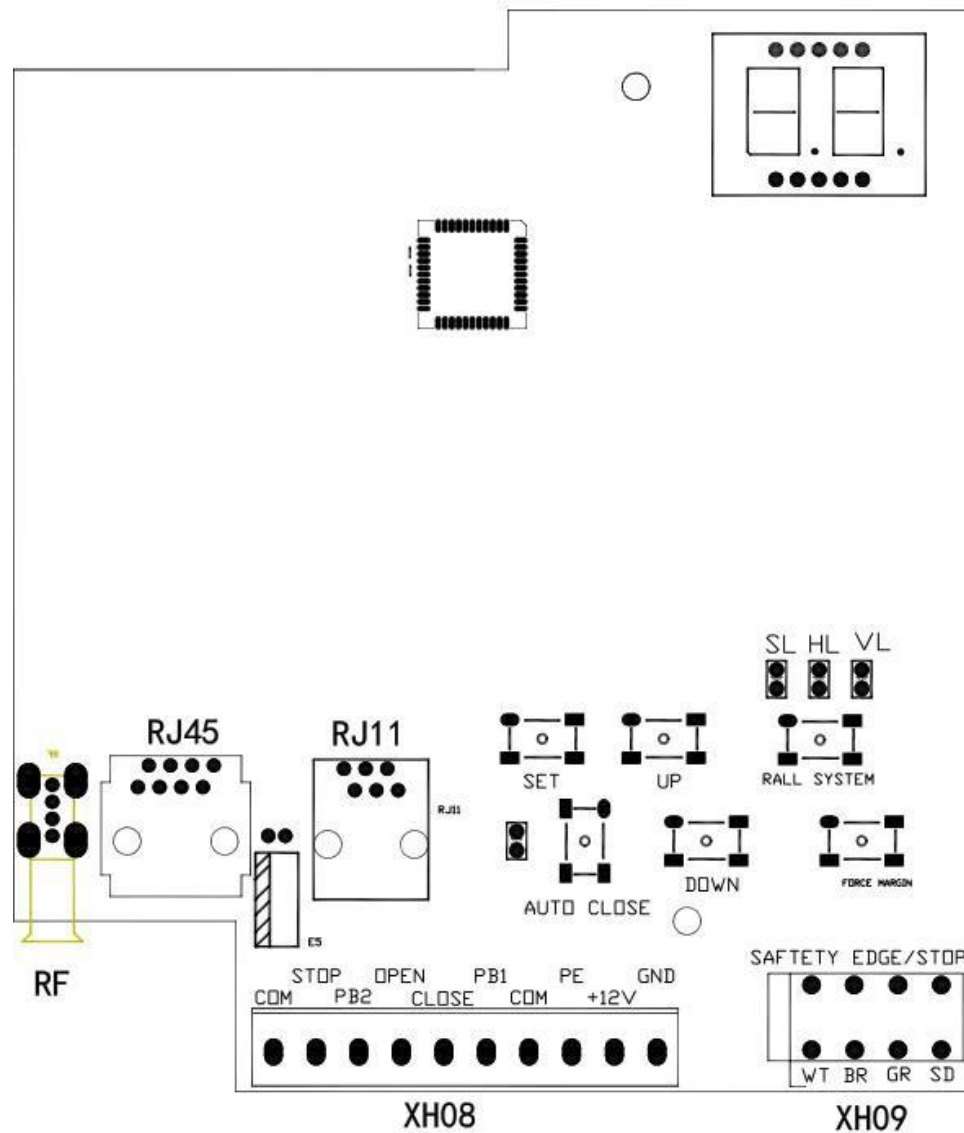 SL HL VL
RJ45
RJ11
SET
UP
RALL SYSTEM
RJ11
DOWN
FORCE MARGIN
AUTO CLOSE
E5
SAFTETY EDGE/STOP
RF
STOP OPEN PB1 PE GND
COM PB2 CLOSE COM +12V
WT BR GR SD
XH08
XH09